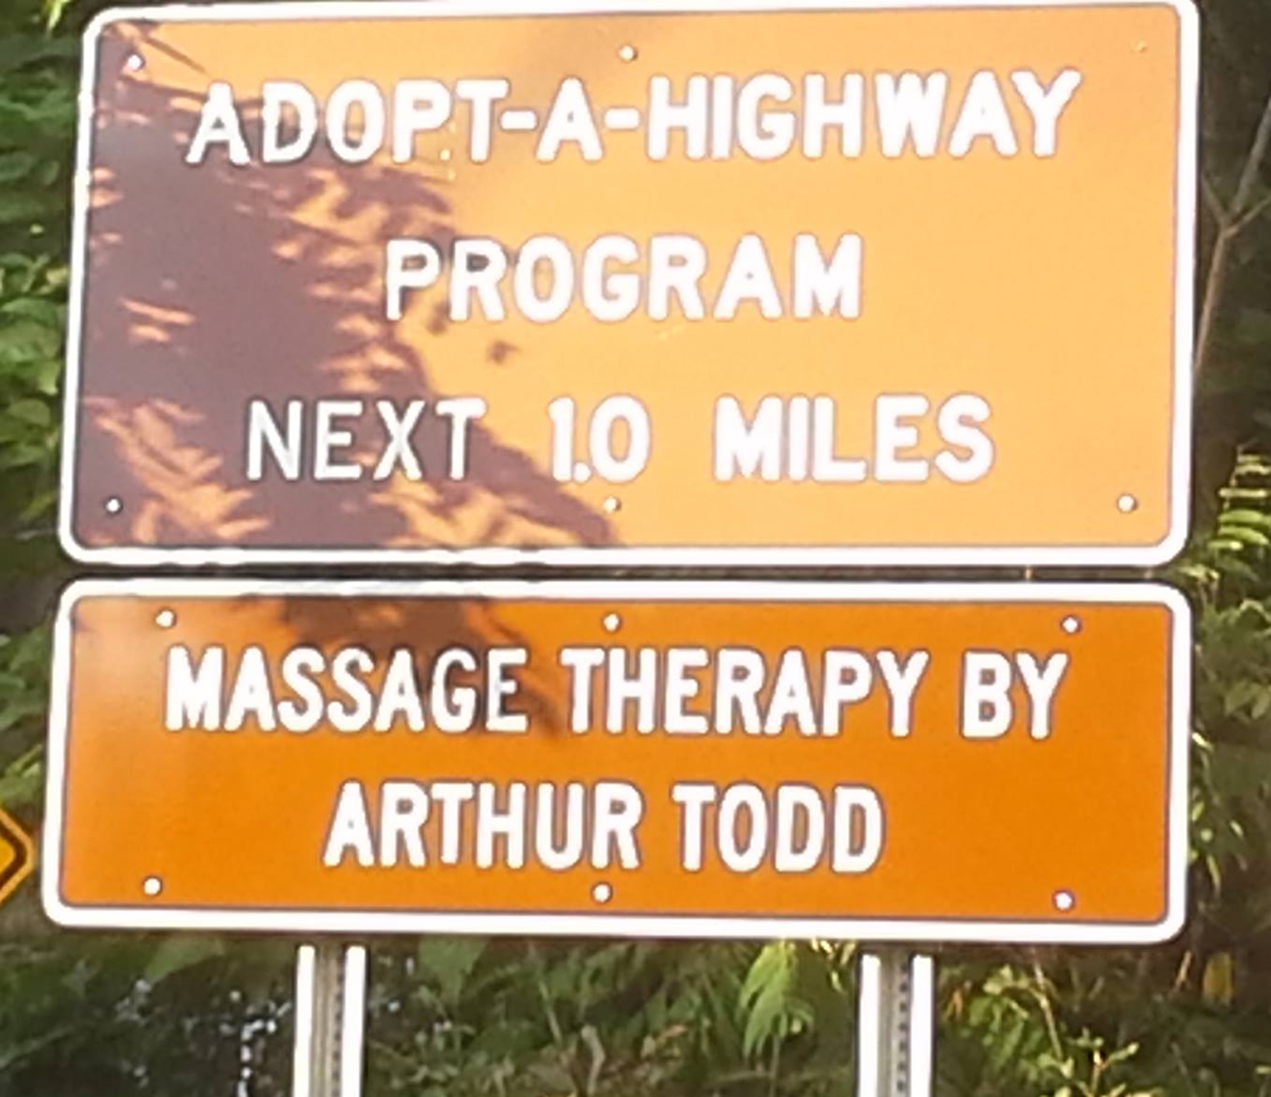 ADOPT-A-HIGHWAY
PROGRAM
NEXT 1.0 MILES
MASSAGE THERAPY BY
ARTHUR TODD